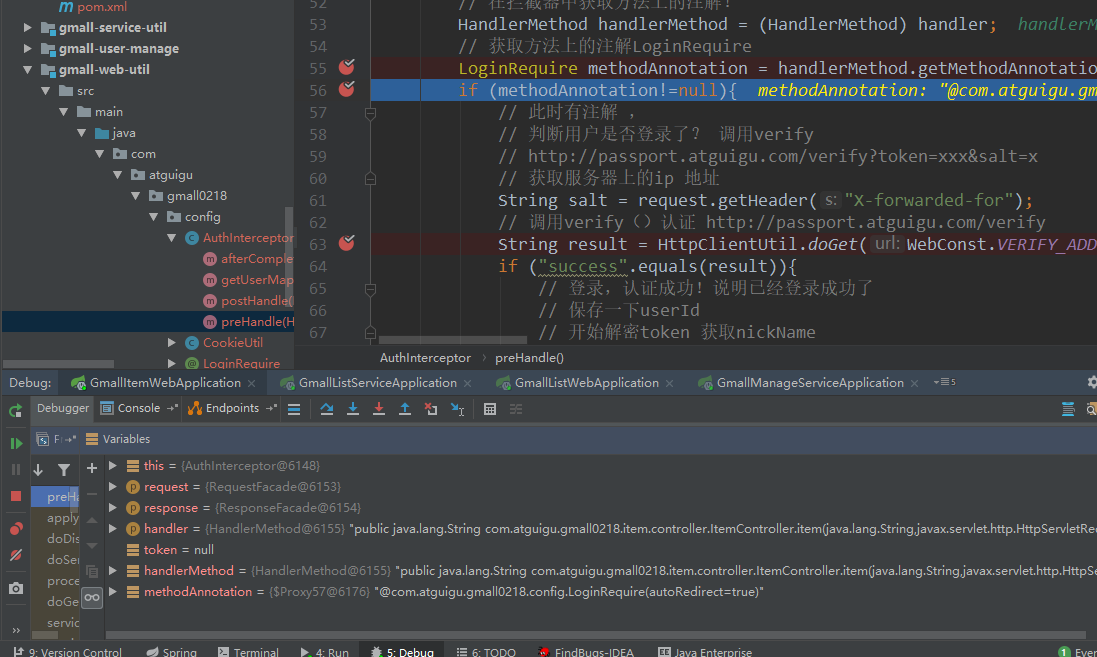 pom.xml
gmall-service-util
gmall-user-manage
gmall-web-util
src
main
java
com
atguigu
gmall0218
config
AuthInterceptor
afterComple
getUserMap
postHandle(
preHandle(H
CookieUtil
LoginRequire
52 // 在拦截器中获取方法上的注解！
53 HandlerMethod handlerMethod = (HandlerMethod) handler; handlerM
54 // 获取方法上的注解LoginRequire
55 LoginRequire methodAnnotation = handlerMethod.getMethodAnnotatio
56 if (methodAnnotation!=null){ methodAnnotation: "@com.atguigu.gm
57 // 此时有注解 ，
58 // 判断用户是否登录了？ 调用verify
59 // http://passport.atguigu.com/verify?token=xxx&salt=x
60 // 获取服务器上的ip 地址
61 String salt = request.getHeader( s: "X-forwarded-for");
62 // 调用verify（）认证 http://passport.atguigu.com/verify
63 String result = HttpClientUtil.doGet( url: WebConst.VERIFY_ADD
64 if ("success".equals(result)){
65 // 登录，认证成功！说明已经登录成功了
66 // 保存一下userId
67 // 开始解密token 获取nickName
AuthInterceptor › preHandle()
Debug: GmallItemWebApplication × GmallListServiceApplication × GmallListWebApplication × GmallManageServiceApplication × 5
Debugger Console Endpoints
F Variables
this = {AuthInterceptor@6148}
request = {RequestFacade@6153}
response = {ResponseFacade@6154}
handler = {HandlerMethod@6155} "public java.lang.String com.atguigu.gmall0218.item.controller.ItemController.item(java.lang.String,javax.servlet.http.HttpServletRe
token = null
handlerMethod = {HandlerMethod@6155} "public java.lang.String com.atguigu.gmall0218.item.controller.ItemController.item(java.lang.String,javax.servlet.http.HttpS
methodAnnotation = {$Proxy57@6176} "@com.atguigu.gmall0218.config.LoginRequire(autoRedirect=true)"
preHa
apply
doDis
doSer
proce
doGe
servic
9: Version Control Spring Terminal 4: Run 5: Debug 6: TODO FindBugs-IDEA Java Enterprise 1 Even